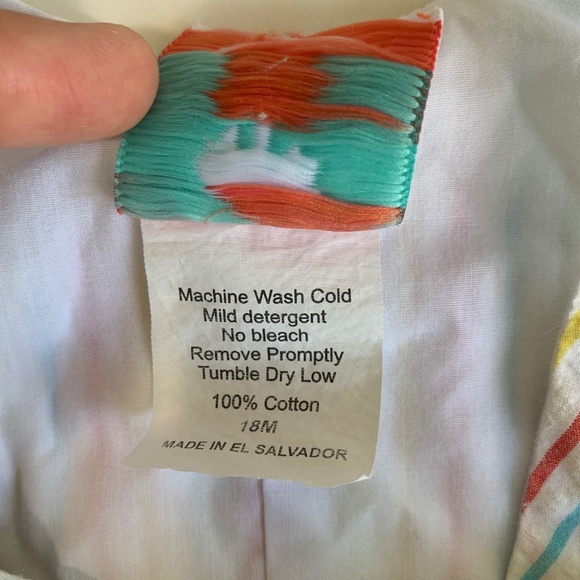 Machine Wash Cold
Mild detergent
No bleach
Remove Promptly
Tumble Dry Low
100% Cotton
18M
MADE IN EL SALVADOR